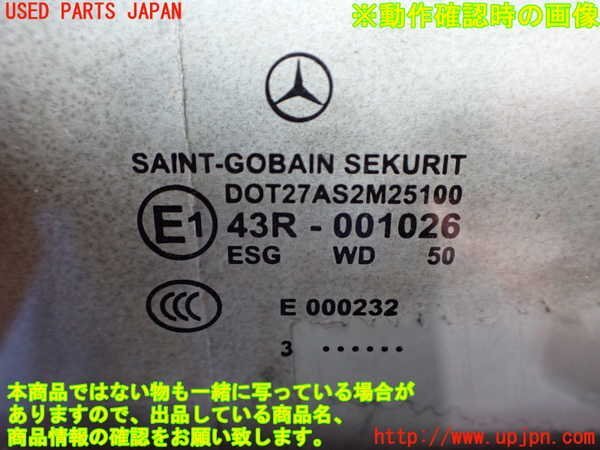 USED PARTS JAPAN
※動作確認時の画像
SAINT-GOBAIN SEKURIT
DOT27AS2M25100
E1 43R - 001026
ESG WD 50
CCC E 000232
3 ······
本商品ではない物も一緒に写っている場合が
ありますので、出品している商品名、
商品情報の確認をお願い致します。
http://www.upjpn.com